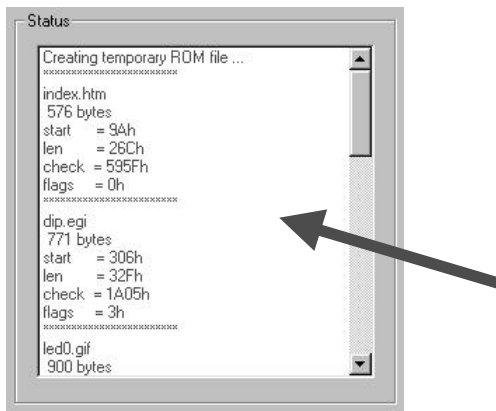 Status
Creating temporary ROM file ...
************************
index.htm
576 bytes
start = 9Ah
len = 26Ch
check = 595Fh
flags = 0h
************************
dip.egi
771 bytes
start = 306h
len = 32Fh
check = 1A05h
flags = 3h
************************
led0.gif
900 bytes